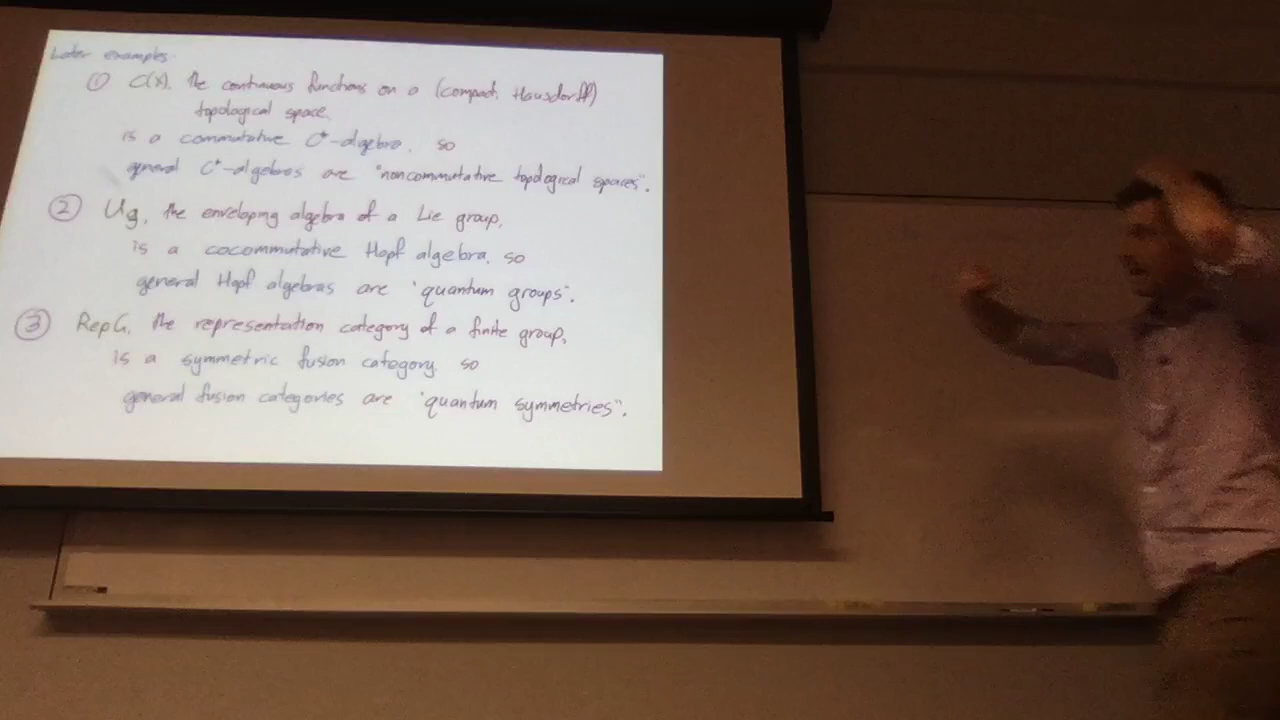 Later examples.
① C(X), the continuous functions on a (compact, Hausdorff)
topological space,
is a commutative C*-algebra, so
general C*-algebras are "noncommutative topological spaces".
② Ug, the enveloping algebra of a Lie group,
is a cocommutative Hopf algebra, so
general Hopf algebras are "quantum groups".
③ RepG, the representation category of a finite group,
is a symmetric fusion category, so
general fusion categories are "quantum symmetries".